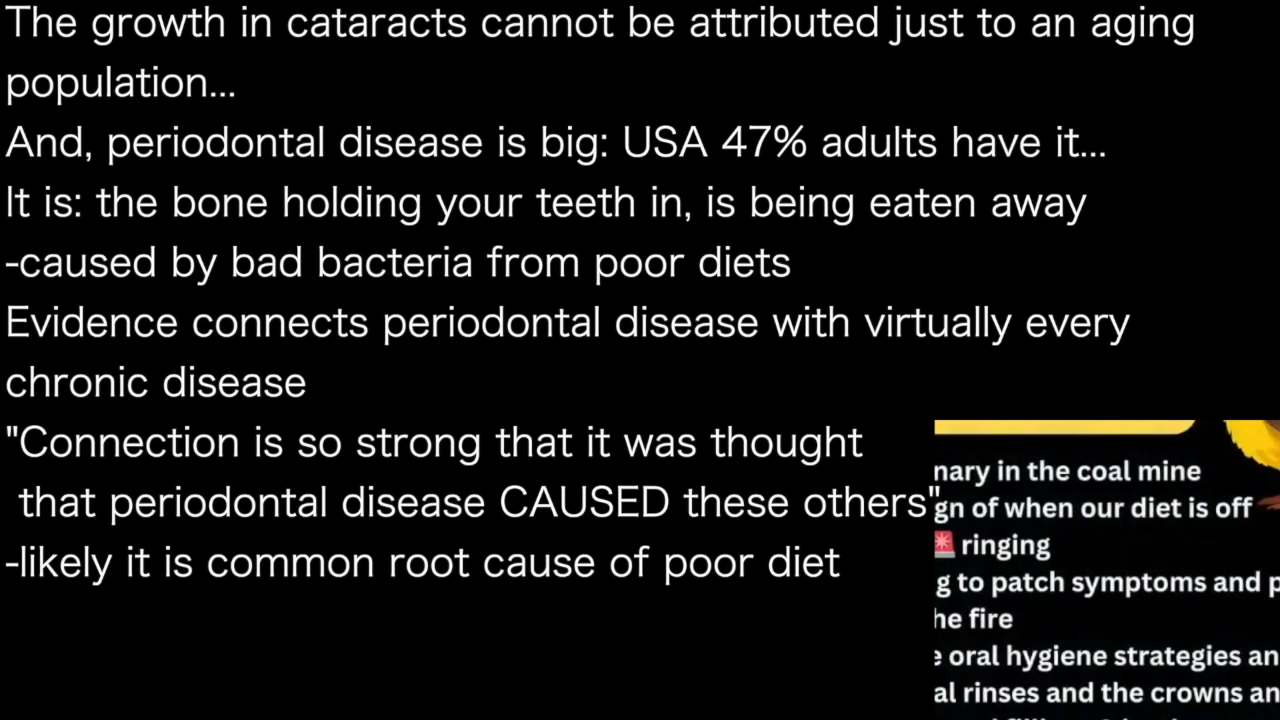 The growth in cataracts cannot be attributed just to an aging
population...
And, periodontal disease is big: USA 47% adults have it...
It is: the bone holding your teeth in, is being eaten away
-caused by bad bacteria from poor diets
Evidence connects periodontal disease with virtually every
chronic disease
"Connection is so strong that it was thought
that periodontal disease CAUSED these others"
-likely it is common root cause of poor diet
nary in the coal mine
gn of when our diet is off
🚨 ringing
g to patch symptoms and p
he fire
e oral hygiene strategies an
al rinses and the crowns an